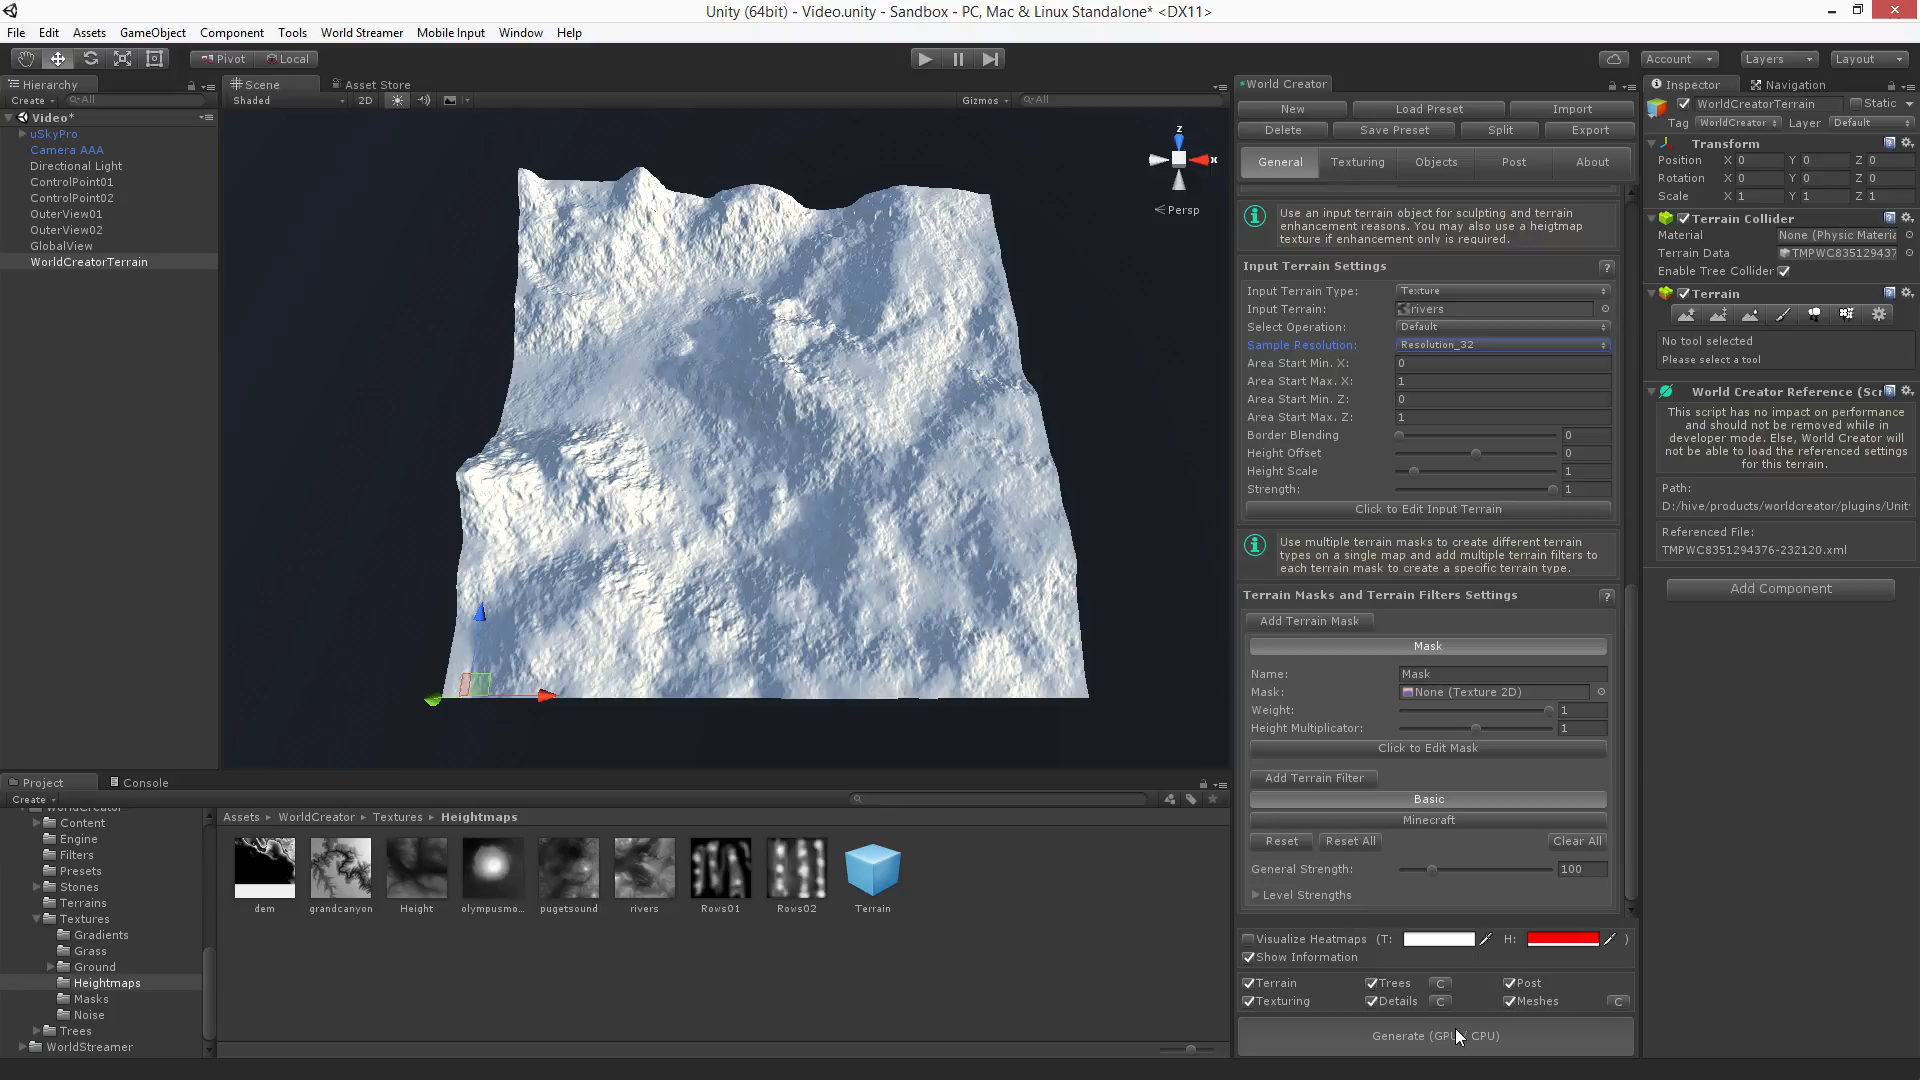 Unity (64bit) - Video.unity - Sandbox - PC, Mac & Linux Standalone* <DX11>
File Edit Assets GameObject Component Tools World Streamer Mobile Input Window Help
Pivot Local
Account Layers Layout
Hierarchy
Create All
Video*
uSkyPro
Camera AAA
Directional Light
ControlPoint01
ControlPoint02
OuterView01
OuterView02
GlobalView
WorldCreatorTerrain
Scene Asset Store
Shaded 2D Gizmos All
z
x
Persp
World Creator
New Load Preset Import
Delete Save Preset Split Export
General Texturing Objects Post About
Use an input terrain object for sculpting and terrain
enhancement reasons. You may also use a heigtmap
texture if enhancement only is required.
Input Terrain Settings ?
Input Terrain Type: Texture
Input Terrain: rivers
Select Operation: Default
Sample Resolution: Resolution_32
Area Start Min. X: 0
Area Start Max. X: 1
Area Start Min. Z: 0
Area Start Max. Z: 1
Border Blending 0
Height Offset 0
Height Scale 1
Strength: 1
Click to Edit Input Terrain
Use multiple terrain masks to create different terrain
types on a single map and add multiple terrain filters to
each terrain mask to create a specific terrain type.
Terrain Masks and Terrain Filters Settings ?
Add Terrain Mask
Mask
Name: Mask
Mask: None (Texture 2D)
Weight: 1
Height Multiplicator: 1
Click to Edit Mask
Add Terrain Filter
Basic
Minecraft
Reset Reset All Clear All
General Strength: 100
Level Strengths
Visualize Heatmaps (T: H: )
Show Information
Terrain Trees C Post
Texturing Details C Meshes C
Generate (GPU CPU)
Inspector Navigation
WorldCreatorTerrain Static
Tag WorldCreator Layer Default
Transform
Position X 0 Y 0 Z 0
Rotation X 0 Y 0 Z 0
Scale X 1 Y 1 Z 1
Terrain Collider
Material None (Physic Materia
Terrain Data TMPWC835129437
Enable Tree Collider
Terrain
No tool selected
Please select a tool
World Creator Reference (Scr
This script has no impact on performance
and should not be removed while in
developer mode. Else, World Creator will
not be able to load the referenced settings
for this terrain.
Path:
D:/hive/products/worldcreator/plugins/Unit
Referenced File:
TMPWC8351294376-232120.xml
Add Component
Project Console
Create
WorldCreator
Content
Engine
Filters
Presets
Stones
Terrains
Textures
Gradients
Grass
Ground
Heightmaps
Masks
Noise
Trees
WorldStreamer
Assets WorldCreator Textures Heightmaps
dem grandcanyon Height olympusmo... pugetsound rivers Rows01 Rows02 Terrain